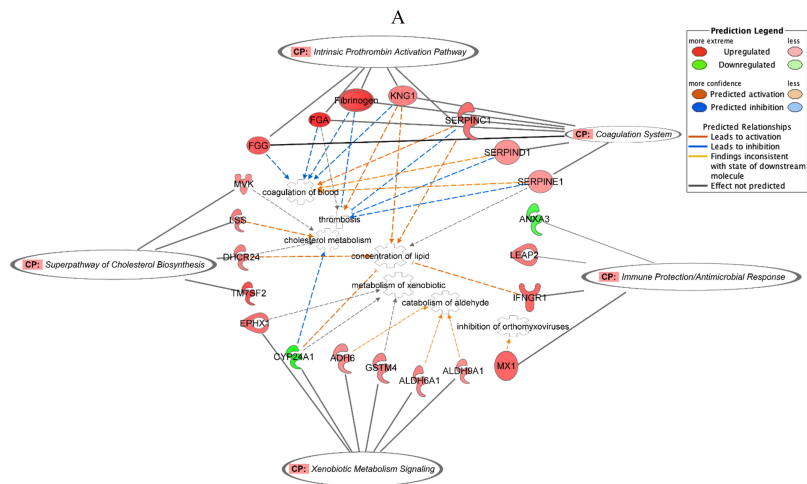 A
CP: Intrinsic Prothrombin Activation Pathway
Prediction Legend
more extreme less
Upregulated
Downregulated
more confidence less
Predicted activation
Predicted inhibition
Predicted Relationships
Leads to activation
Leads to inhibition
Findings inconsistent
with state of downstream
molecule
Effect not predicted
Fibrinogen
KNG1
FGA
SERPINC1
CP: Coagulation System
FGG
SERPIND1
MVK
SERPINE1
coagulation of blood
LSS
thrombosis
ANXA3
cholesterol metabolism
DHCR24
concentration of lipid
LEAP2
CP: Superpathway of Cholesterol Biosynthesis
CP: Immune Protection/Antimicrobial Response
TM7SF2
metabolism of xenobiotic
IFNGR1
catabolism of aldehyde
EPHX1
inhibition of orthomyxoviruses
CYP24A1
ADH6
GSTM4
ALDH6A1
ALDH9A1
MX1
CP: Xenobiotic Metabolism Signaling